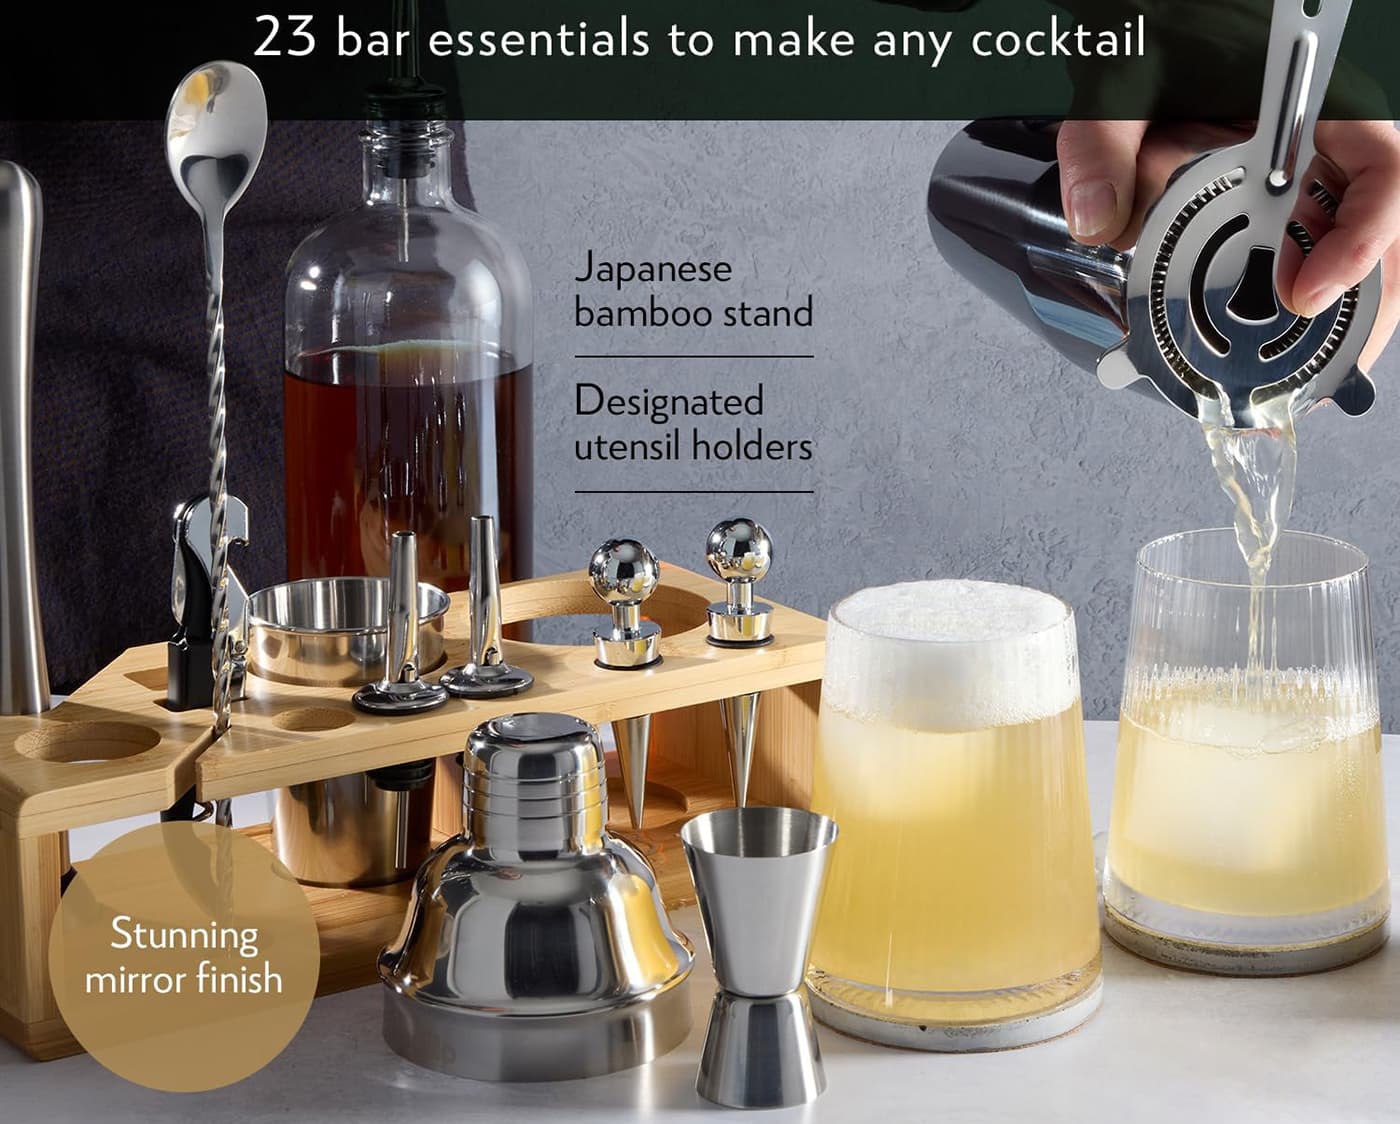 23 bar essentials to make any cocktail
Japanese
bamboo stand
Designated
utensil holders
Stunning
mirror finish